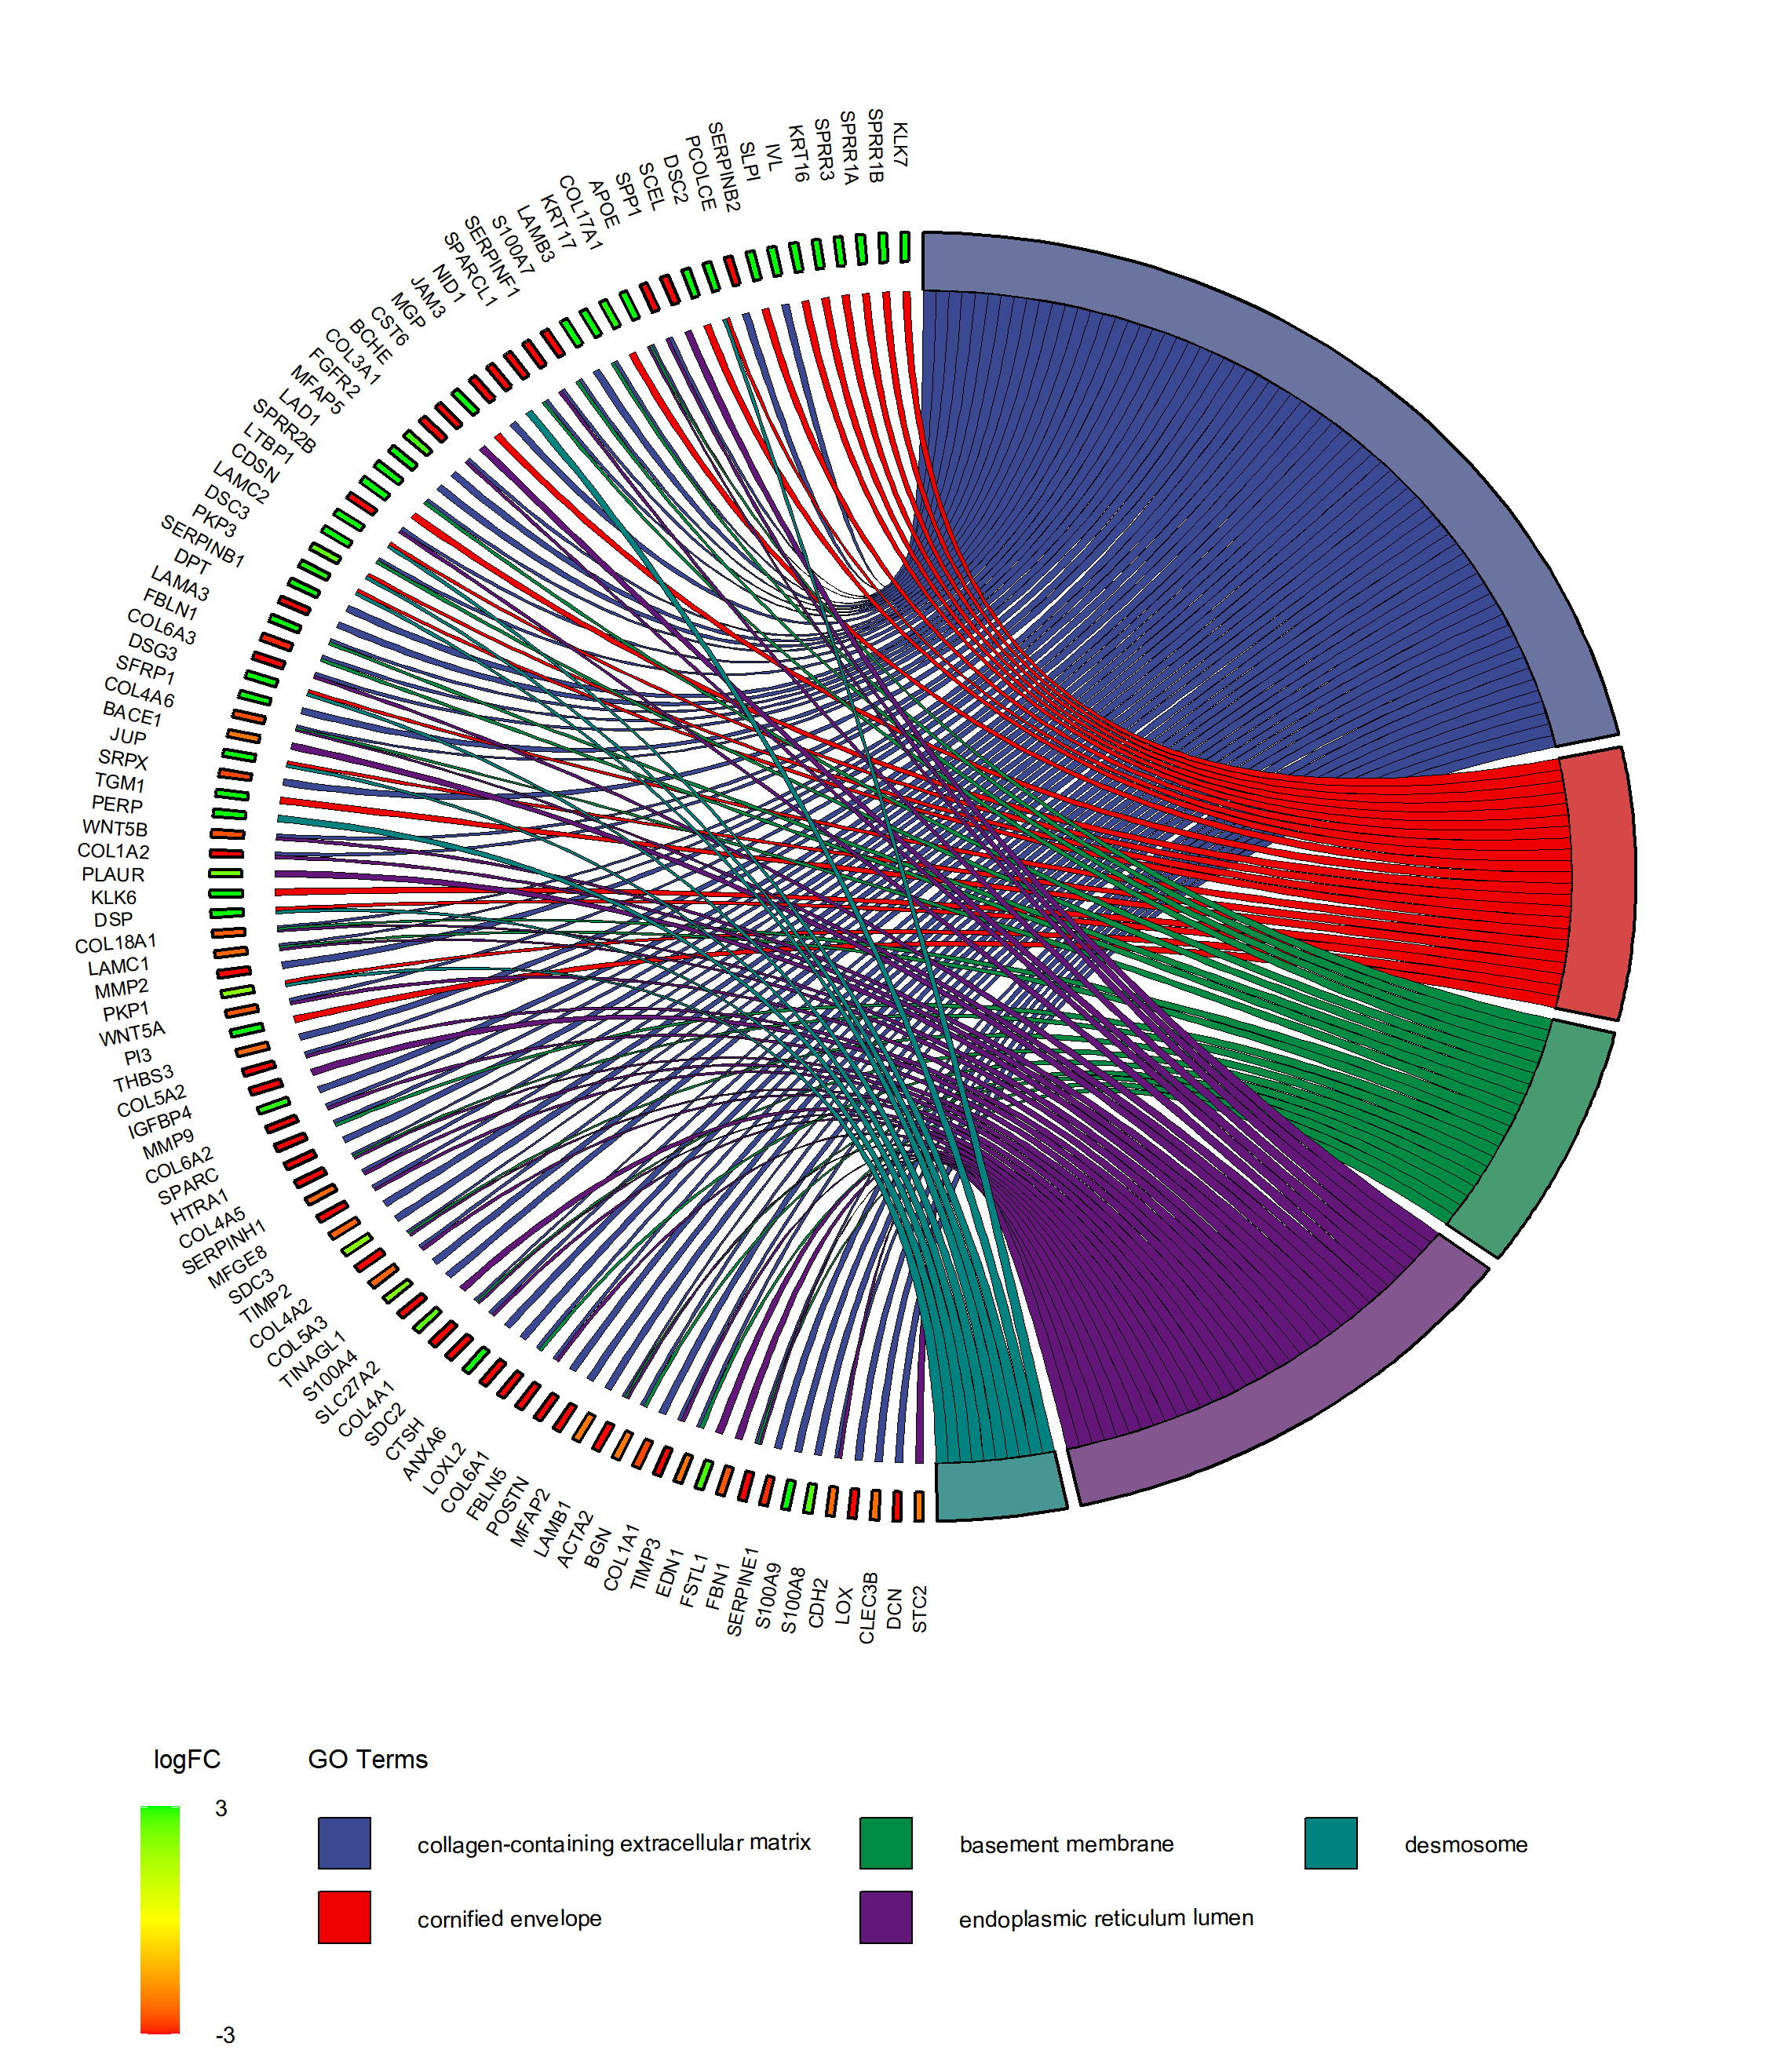 KLK7
SPRR1B
SPRR1A
SPRR3
KRT16
IVL
SLPI
SERPINB2
PCOLCE
DSC2
SCEL
SPP1
APOE
COL17A1
KRT17
LAMB3
S100A7
SERPINF1
SPARCL1
NID1
JAM3
MGP
CST6
BCHE
COL3A1
FGFR2
MFAP5
LAD1
SPRR2B
LTBP1
CDSN
LAMC2
DSC3
PKP3
SERPINB1
DPT
LAMA3
FBLN1
COL6A3
DSG3
SFRP1
COL4A6
BACE1
JUP
SRPX
TGM1
PERP
WNT5B
COL1A2
PLAUR
KLK6
DSP
COL18A1
LAMC1
MMP2
PKP1
WNT5A
PI3
THBS3
COL5A2
IGFBP4
MMP9
COL6A2
SPARC
HTRA1
COL4A5
SERPINH1
MFGE8
SDC3
TIMP2
COL4A2
COL5A3
TINAGL1
S100A4
SLC27A2
COL4A1
SDC2
CTSH
ANXA6
LOXL2
COL6A1
FBLN5
POSTN
MFAP2
LAMB1
ACTA2
BGN
COL1A1
TIMP3
EDN1
FSTL1
FBN1
SERPINE1
S100A9
S100A8
CDH2
LOX
CLEC3B
DCN
STC2
logFC
3
-3
GO Terms
collagen-containing extracellular matrix
basement membrane
desmosome
cornified envelope
endoplasmic reticulum lumen